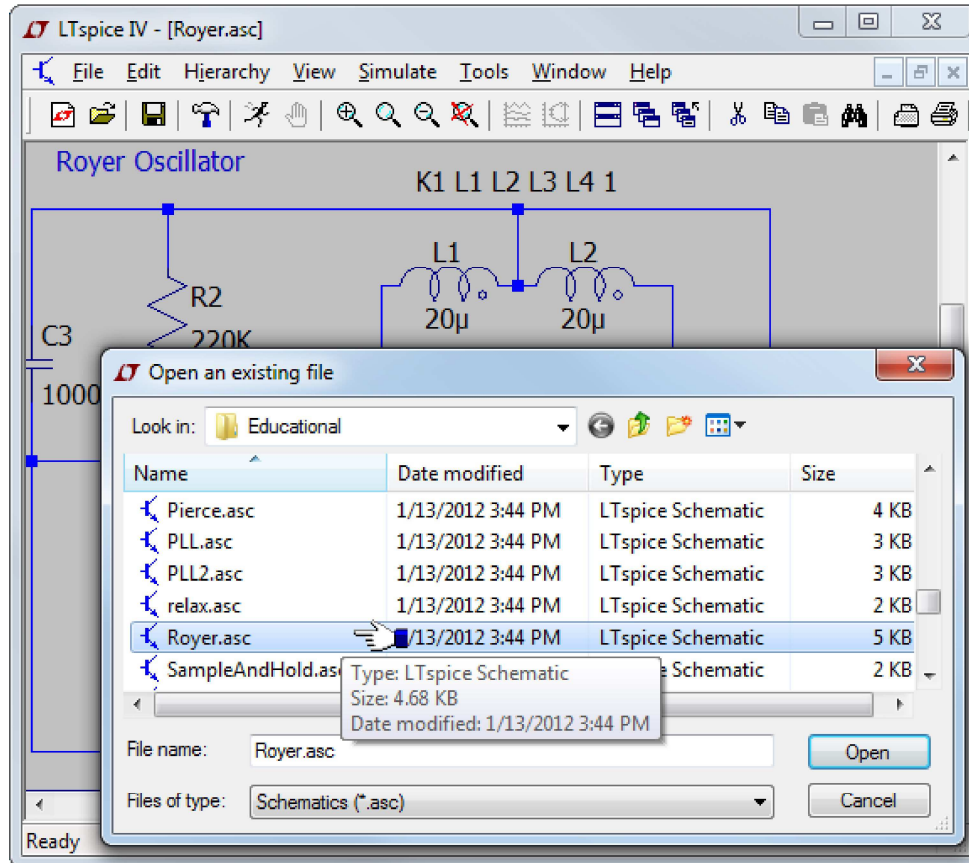 LTspice IV - [Royer.asc]
File Edit Hierarchy View Simulate Tools Window Help
Royer Oscillator
K1 L1 L2 L3 L4 1
L1 L2
R2
20µ 20µ
C3
220K
1000
Open an existing file
Look in: Educational
Name Date modified Type Size
Pierce.asc 1/13/2012 3:44 PM LTspice Schematic 4 KB
PLL.asc 1/13/2012 3:44 PM LTspice Schematic 3 KB
PLL2.asc 1/13/2012 3:44 PM LTspice Schematic 3 KB
relax.asc 1/13/2012 3:44 PM LTspice Schematic 2 KB
Royer.asc /13/2012 3:44 PM LTspice Schematic 5 KB
SampleAndHold.as Schematic 2 KB
Type: LTspice Schematic
Size: 4.68 KB
Date modified: 1/13/2012 3:44 PM
File name: Royer.asc Open
Files of type: Schematics (*.asc) Cancel
Ready